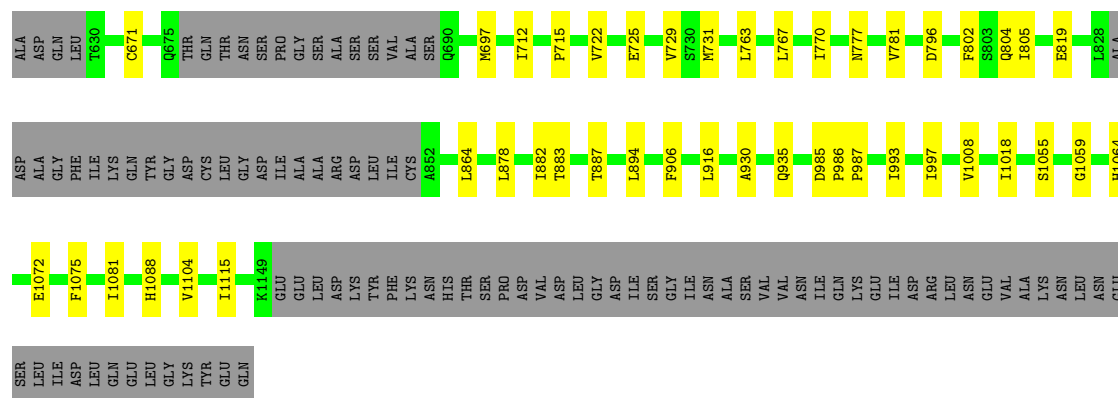 ALA ASP GLN LEU T630 C671 Q675 THR GLN THR ASN SER PRO GLY SER ALA SER SER VAL ALA SER Q690 M697 I712 P715 V722 E725 V729 S730 M731 L763 L767 I770 N777 V781 D796 F802 S803 Q804 I805 E819 L828 ALA
ASP ALA GLY PHE ILE LYS GLN TYR GLY ASP CYS LEU GLY ASP ILE ALA ALA ARG ASP LEU ILE CYS A852 L864 L878 I882 T883 T887 L894 F906 L916 A930 Q935 D985 P986 P987 I993 I997 V1008 I1018 S1055 G1059 H1064
E1072 F1075 I1081 H1088 V1104 I1115 K1149 GLU GLU LEU ASP LYS TYR PHE LYS ASN HIS THR SER PRO ASP VAL ASP LEU GLY ASP ILE SER GLY ILE ASN ALA SER VAL VAL ASN ILE GLN LYS GLU ILE ASP ARG LEU ASN GLU VAL ALA LYS ASN LEU ASN GLU
SER LEU ILE ASP LEU GLN GLU LEU GLY LYS TYR GLU GLN